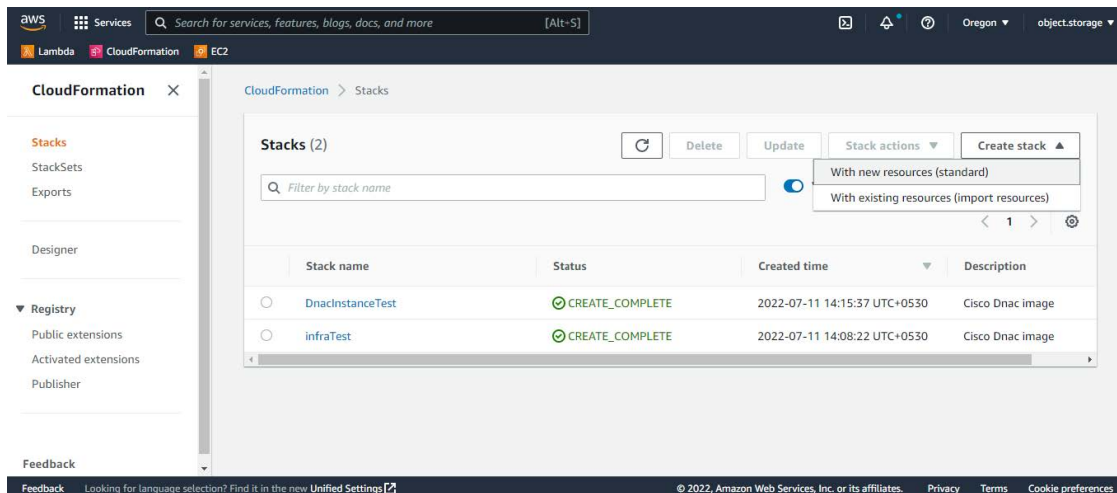 aws Services Search for services, features, blogs, docs, and more [Alt+S] Oregon ▼ object.storage ▼
Lambda CloudFormation EC2
CloudFormation
CloudFormation > Stacks
Stacks
StackSets
Exports
Designer
Registry
Public extensions
Activated extensions
Publisher
Feedback
Stacks (2) Delete Update Stack actions ▼ Create stack ▲
With new resources (standard)
With existing resources (import resources)
Filter by stack name
< 1 >
Stack name Status Created time Description
DnacInstanceTest CREATE_COMPLETE 2022-07-11 14:15:37 UTC+0530 Cisco Dnac image
infraTest CREATE_COMPLETE 2022-07-11 14:08:22 UTC+0530 Cisco Dnac image
Feedback Looking for language selection? Find it in the new Unified Settings © 2022, Amazon Web Services, Inc. or its affiliates. Privacy Terms Cookie preferences